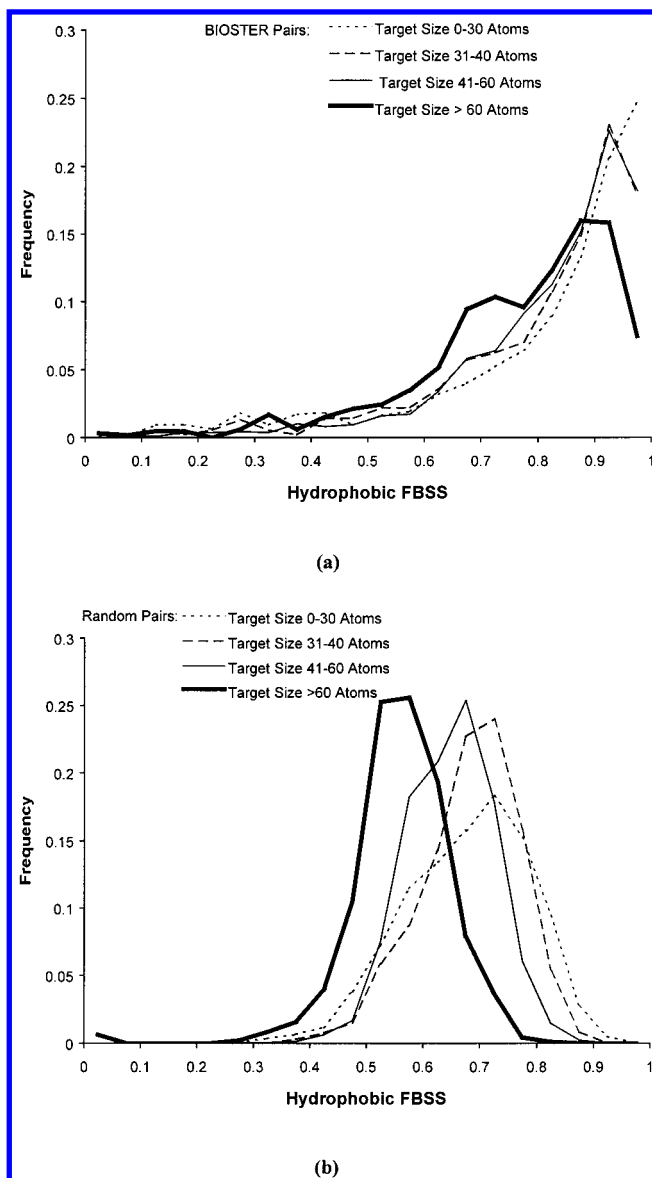 BIOSTER Pairs:
Target Size 0-30 Atoms
Target Size 31-40 Atoms
Target Size 41-60 Atoms
Target Size > 60 Atoms
0.3
0.25
0.2
0.15
0.1
0.05
0
Frequency
0 0.1 0.2 0.3 0.4 0.5 0.6 0.7 0.8 0.9 1
Hydrophobic FBSS
(a)
Random Pairs:
Target Size 0-30 Atoms
Target Size 31-40 Atoms
Target Size 41-60 Atoms
Target Size >60 Atoms
0.3
0.25
0.2
0.15
0.1
0.05
0
Frequency
0 0.1 0.2 0.3 0.4 0.5 0.6 0.7 0.8 0.9 1
Hydrophobic FBSS
(b)